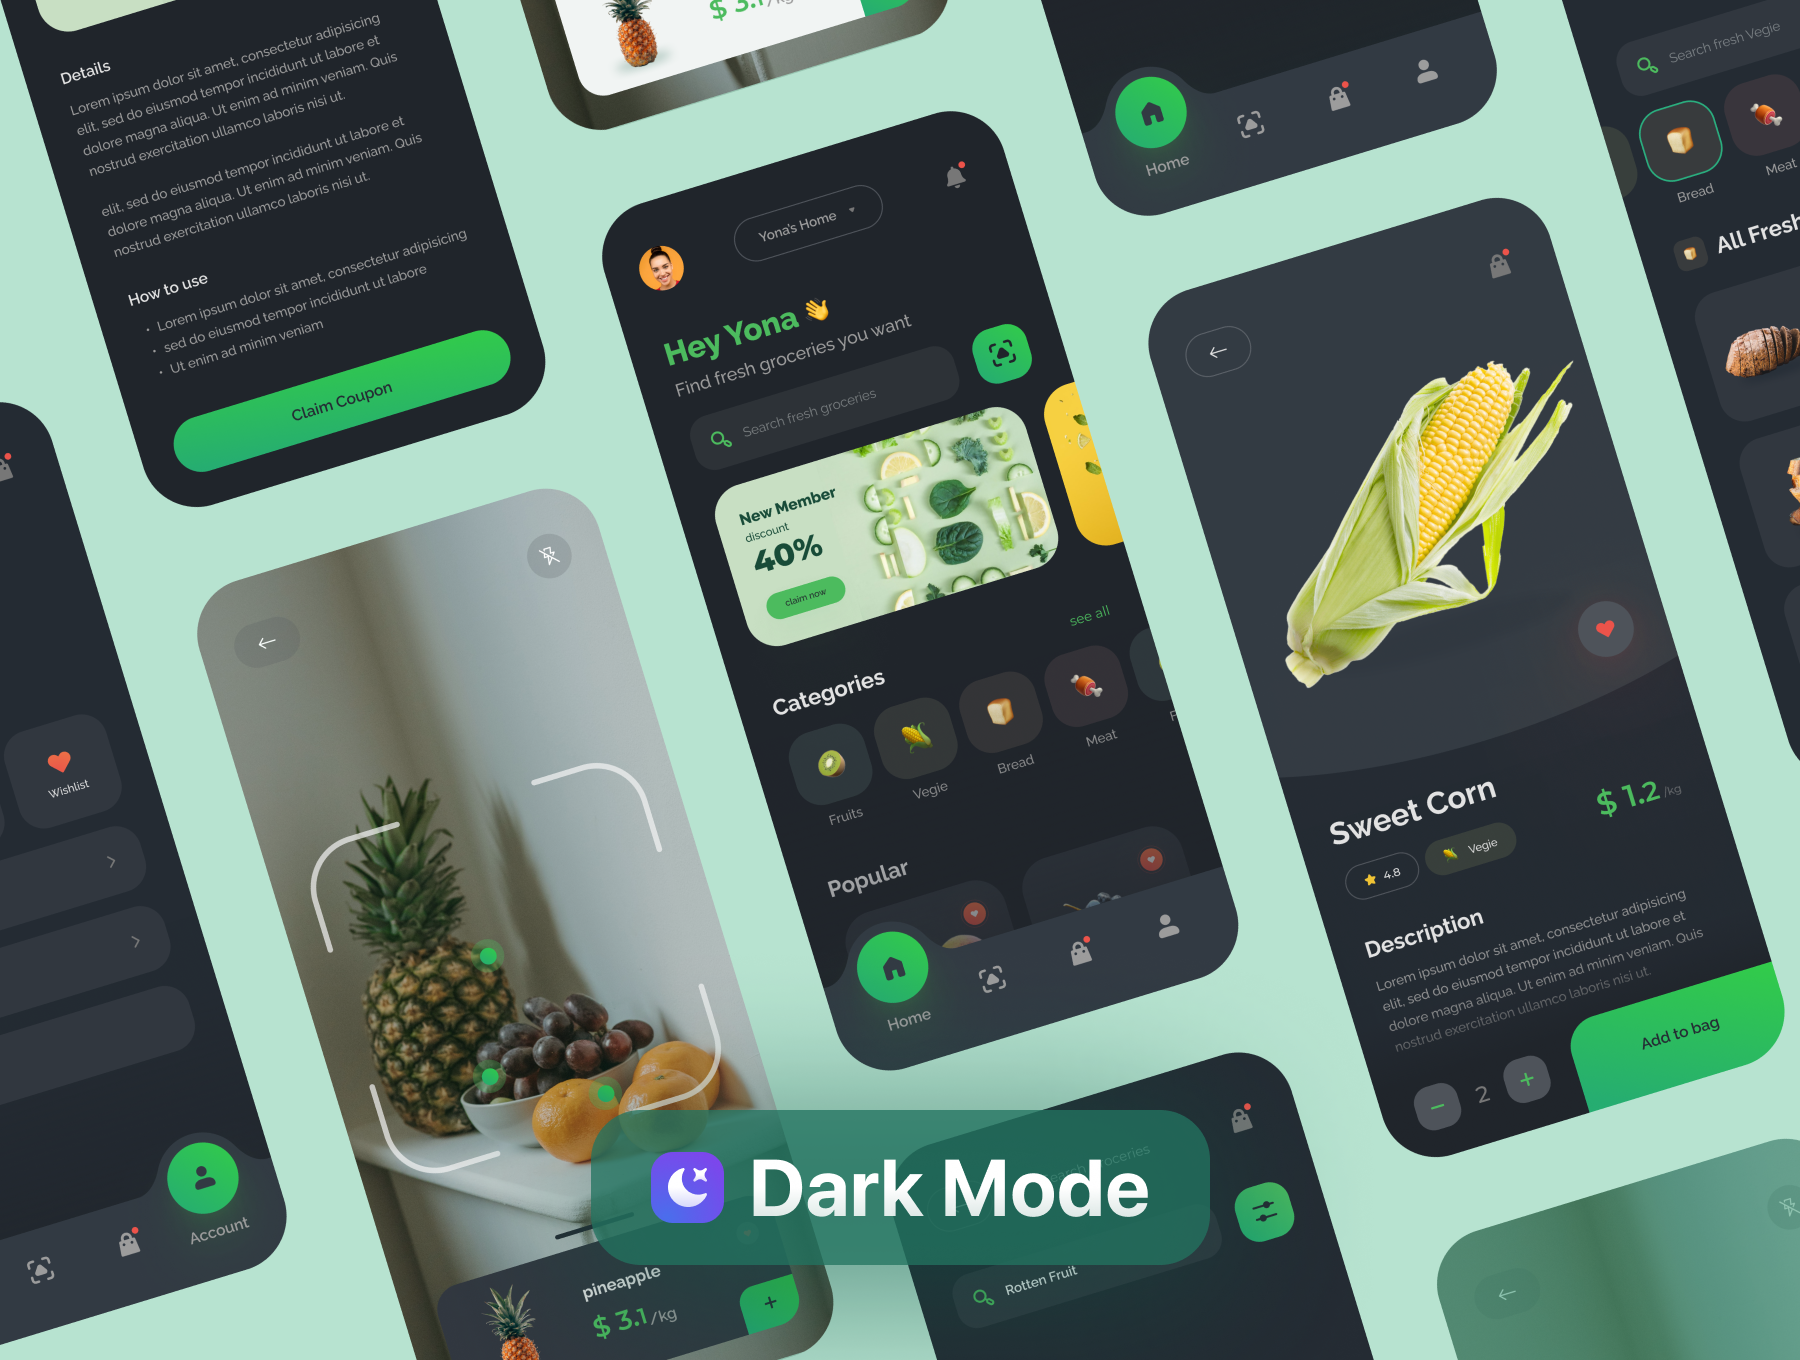 Details
Lorem ipsum dolor sit amet, consectetur adipisicing
elit, sed do eiusmod tempor incididunt ut labore et
dolore magna aliqua. Ut enim ad minim veniam. Quis
nostrud exercitation ullamco laboris nisi ut.
elit, sed do eiusmod tempor incididunt ut labore et
dolore magna aliqua. Ut enim ad minim veniam. Quis
nostrud exercitation ullamco laboris nisi ut.
How to use
• Lorem ipsum dolor sit amet, consectetur adipisicing
• sed do eiusmod tempor incididunt ut labore
• Ut enim ad minim veniam
Claim Coupon
$ 3.1/kg
Home
Search fresh Vegie
Bread
Meat
All Fresh
Wishlist
Account
Yona's Home
Hey Yona 👋
Find fresh groceries you want
Search fresh groceries
New Member
discount
40%
claim now
see all
Categories
Fruits
Vegie
Bread
Meat
F
Popular
Home
Sweet Corn
$ 1.2 /kg
4.8
Vegie
Description
Lorem ipsum dolor sit amet, consectetur adipisicing
elit, sed do eiusmod tempor incididunt ut labore et
dolore magna aliqua. Ut enim ad minim veniam. Quis
nostrud exercitation ullamco laboris nisi ut.
2
Add to bag
Dark Mode
pineapple
$ 3.1/kg
Rotten Fruit